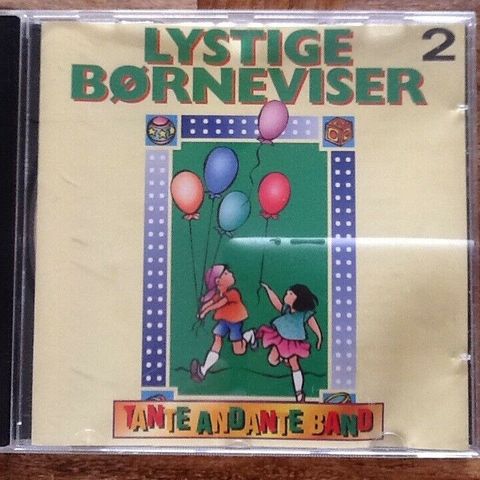 LYSTIGE 2
BØRNEVISER
TANTE ANDANTE BAND